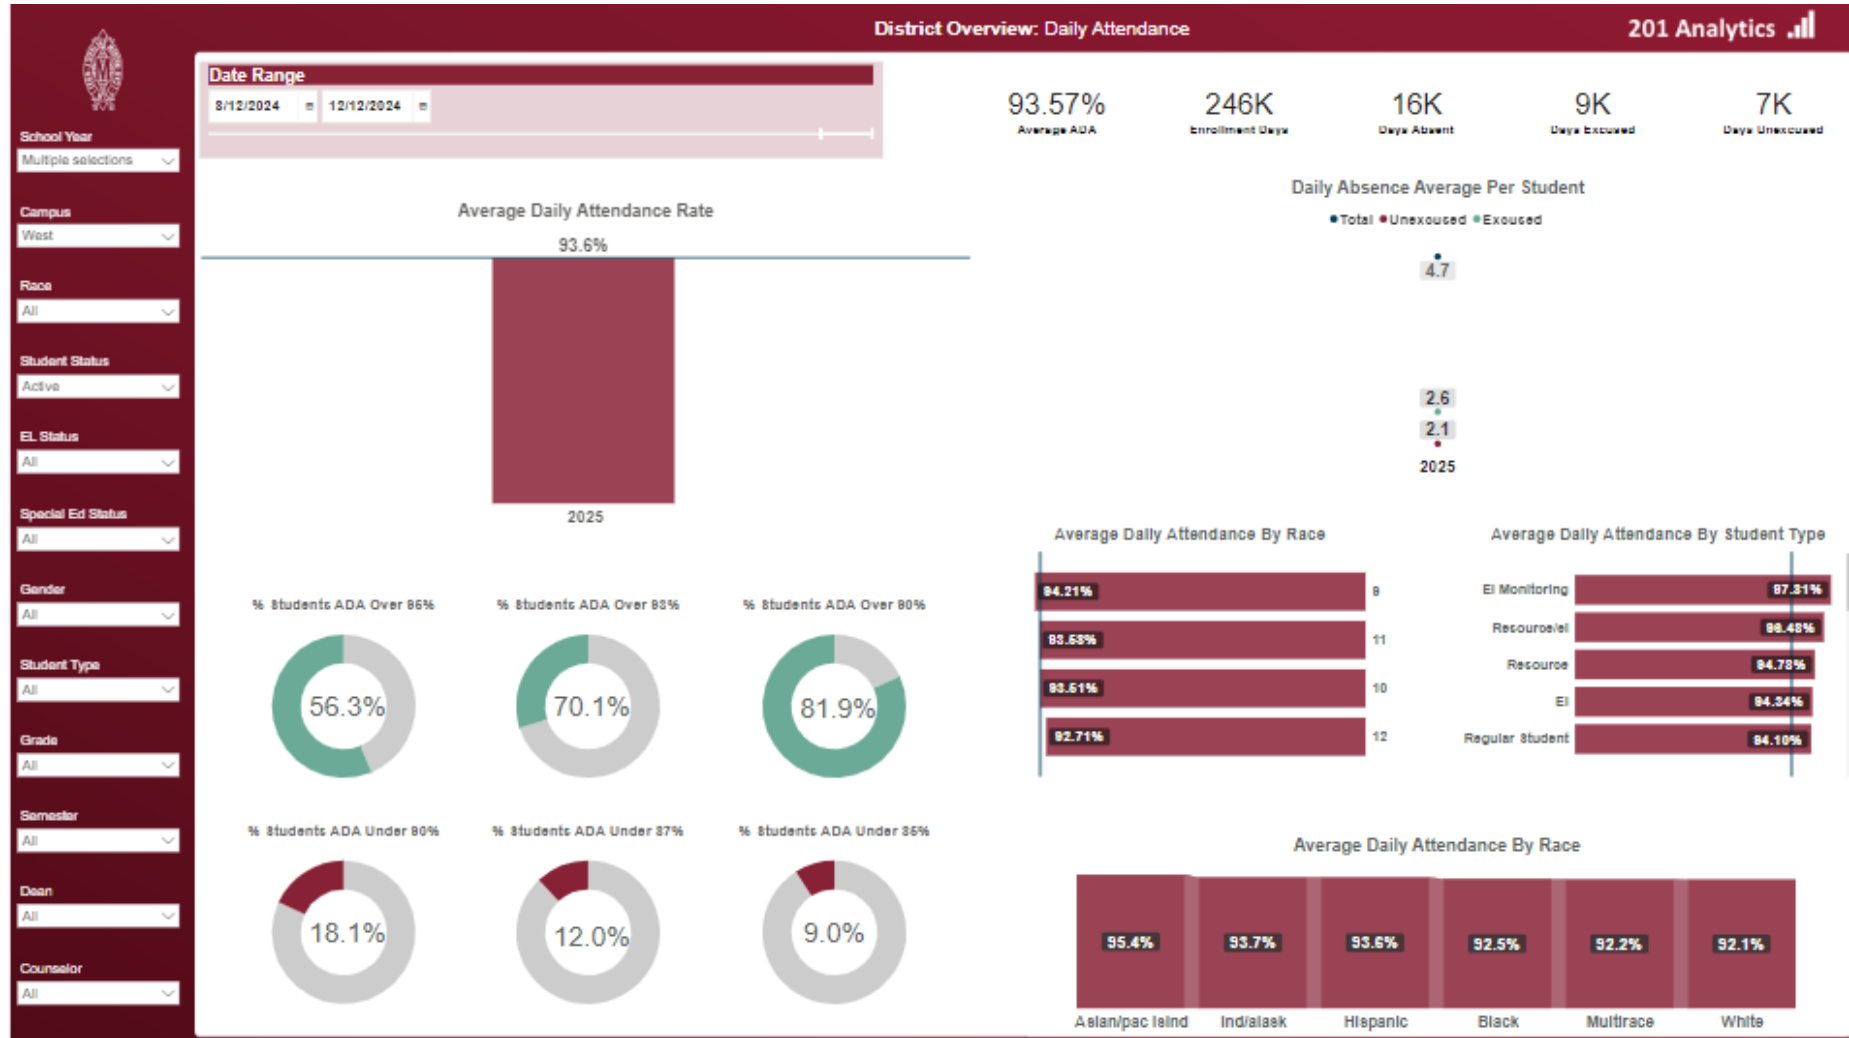 District Overview: Daily Attendance
201 Analytics
Date Range
8/12/2024
12/12/2024
93.57%
Average ADA
246K
Enrollment Days
16K
Days Absent
9K
Days Excused
7K
Days Unexcused
School Year
Multiple selections
Campus
West
Race
All
Student Status
Active
EL Status
All
Special Ed Status
All
Gender
All
Student Type
All
Grade
All
Semester
All
Dean
All
Counselor
All
Average Daily Attendance Rate
93.6%
2025
Daily Absence Average Per Student
Total Unexcused Excused
4.7
2.6
2.1
2025
% Students ADA Over 95%
56.3%
% Students ADA Over 93%
70.1%
% Students ADA Over 90%
81.9%
% Students ADA Under 90%
18.1%
% Students ADA Under 87%
12.0%
% Students ADA Under 85%
9.0%
Average Daily Attendance By Race
94.21% 9
93.53% 11
93.51% 10
92.71% 12
Average Daily Attendance By Student Type
El Monitoring 97.31%
Resource/el 96.48%
Resource 94.73%
El 94.34%
Regular Student 94.10%
Average Daily Attendance By Race
95.4% 93.7% 93.6% 92.5% 92.2% 92.1%
Asian/pac Islnd Ind/alask Hispanic Black Multirace White